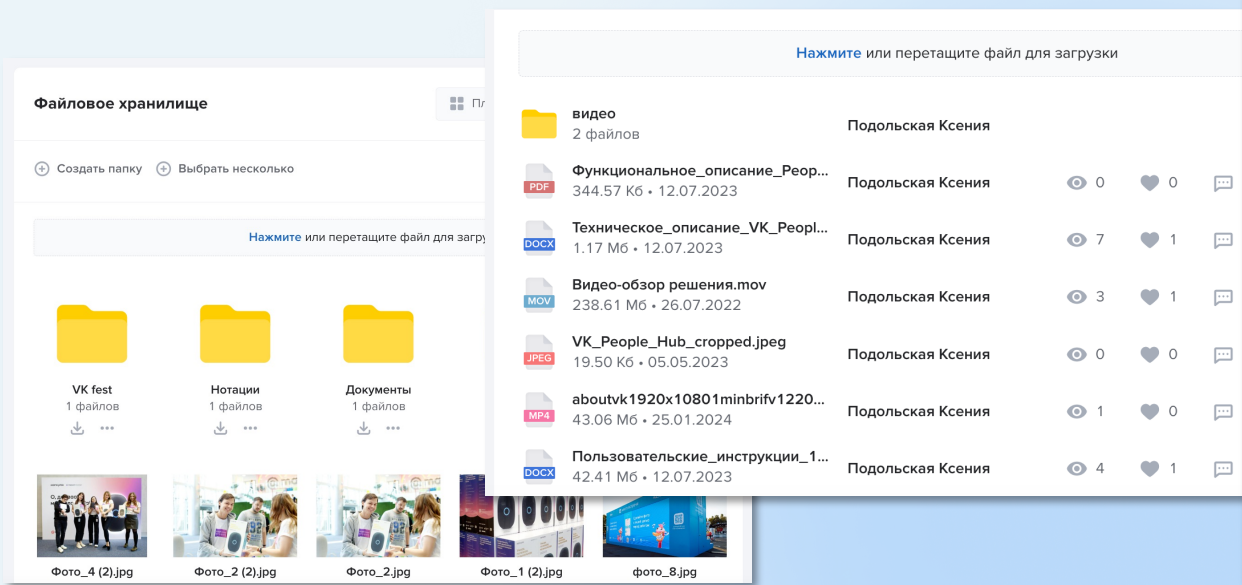 Файловое хранилище
Создать папку
Выбрать несколько
Нажмите или перетащите файл для
VK fest
1 файлов
Нотации
1 файлов
Документы
1 файлов
Фото_4 (2).jpg
Фото_2 (2).jpg
Фото_2.jpg
Фото_1 (2).jpg
фото_8.jpg
Нажмите или перетащите файл для загрузки
видео
2 файлов
Подольская Ксения
PDF
Функциональное_описание_Peop...
344.57 Кб • 12.07.2023
Подольская Ксения
0
0
DOCX
Техническое_описание_VK_Peopl...
1.17 Мб • 12.07.2023
Подольская Ксения
7
1
MOV
Видео-обзор решения.mov
238.61 Мб • 26.07.2022
Подольская Ксения
3
1
JPEG
VK_People_Hub_cropped.jpeg
19.50 Кб • 05.05.2023
Подольская Ксения
0
0
MP4
aboutvk1920x10801minbrifv1220...
43.06 Мб • 25.01.2024
Подольская Ксения
1
0
DOCX
Пользовательские_инструкции_1...
42.41 Мб • 12.07.2023
Подольская Ксения
4
1